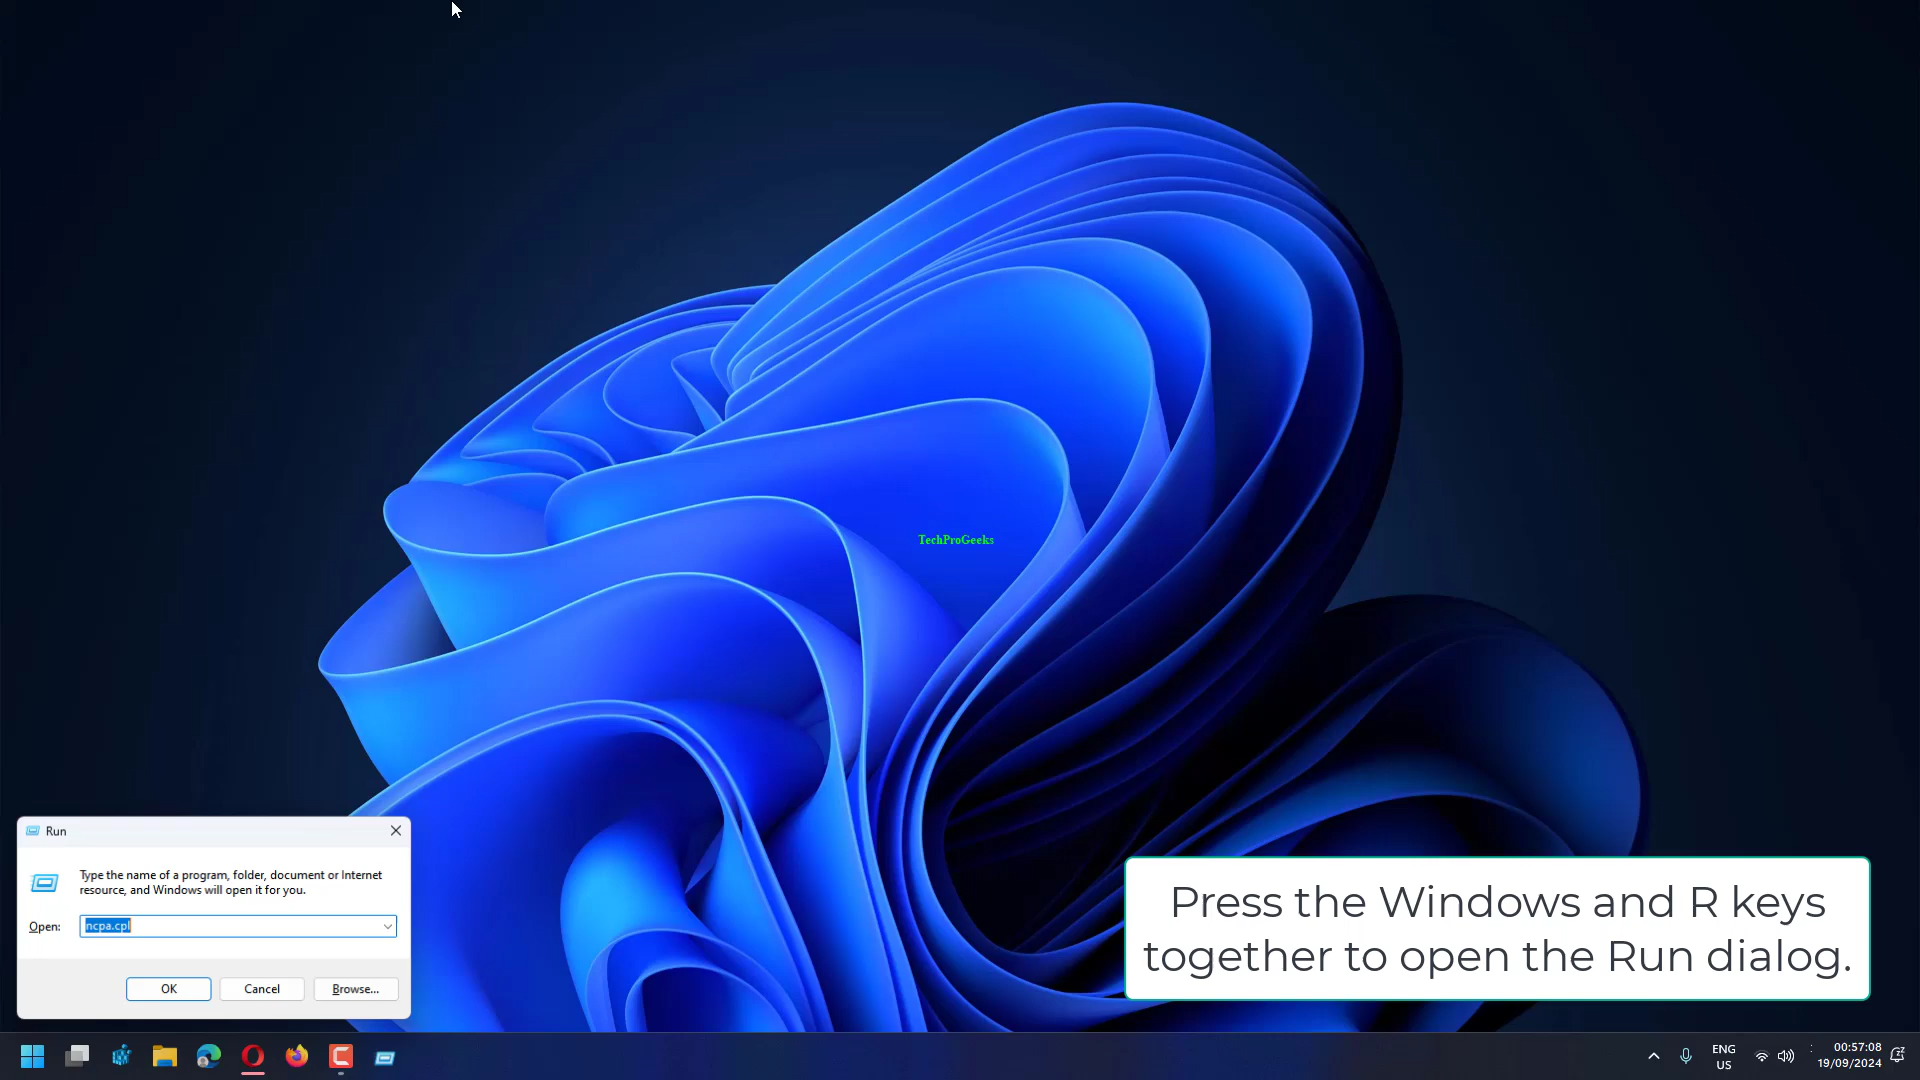 TechProGeeks
Run
Type the name of a program, folder, document or Internet
resource, and Windows will open it for you.
Open:
ncpa.cpl
OK
Cancel
Browse...
Press the Windows and R keys
together to open the Run dialog.
ENG
US
00:57:08
19/09/2024